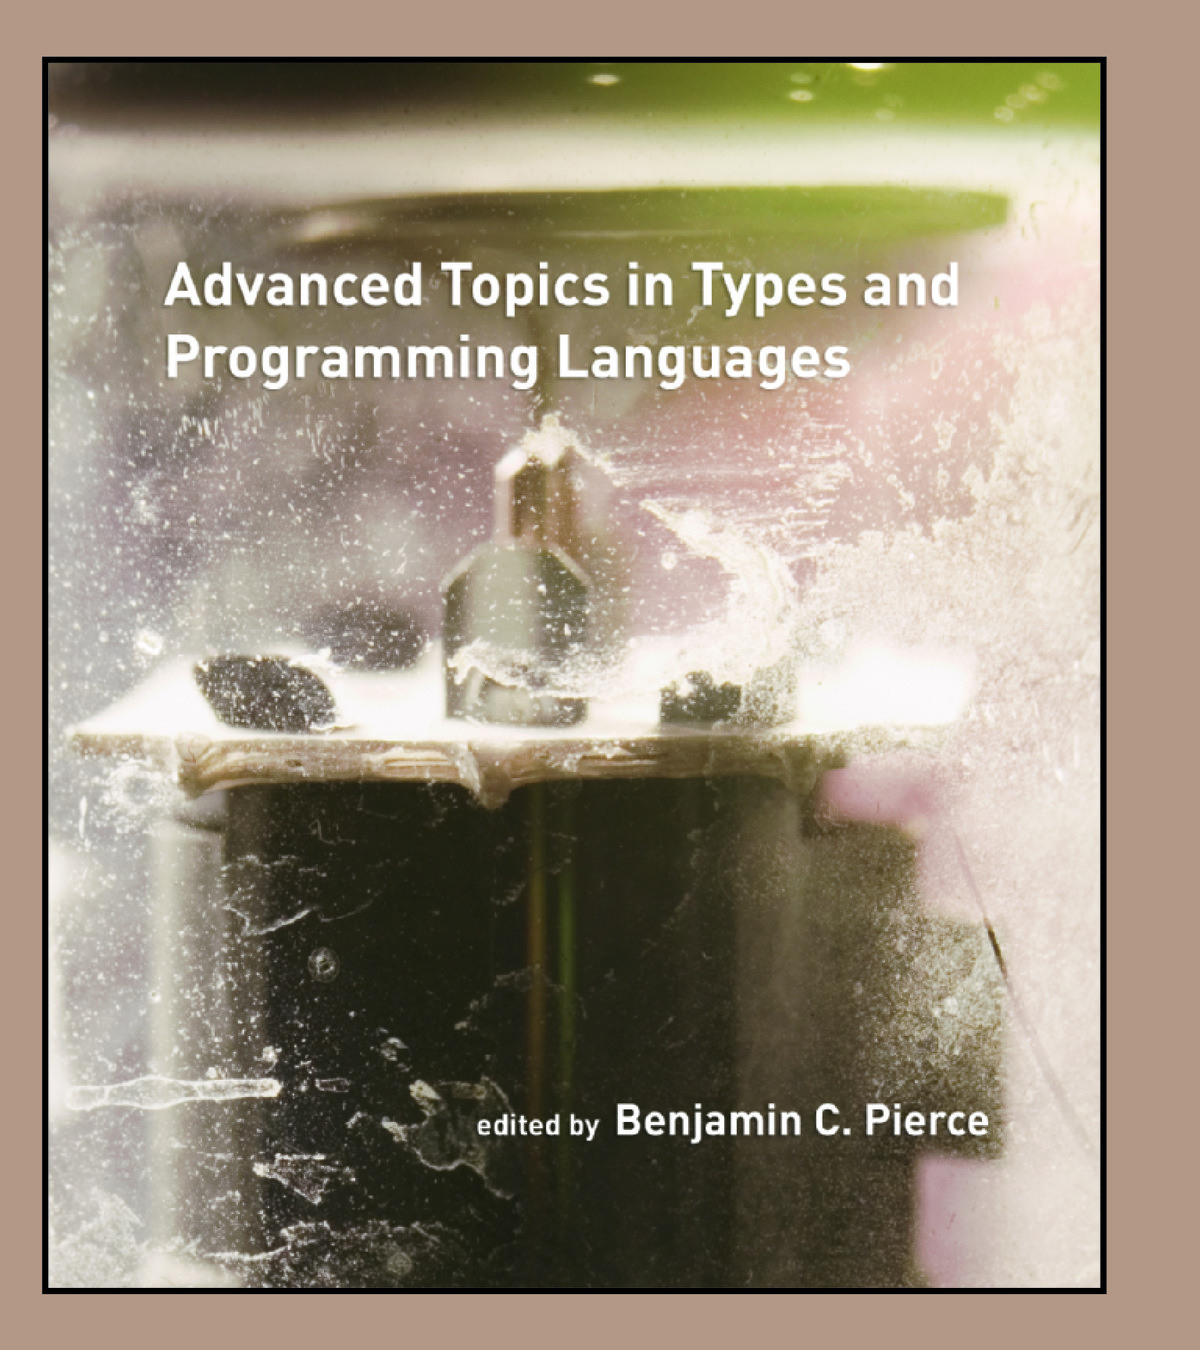 Advanced Topics in Types and
Programming Languages
edited by Benjamin C. Pierce